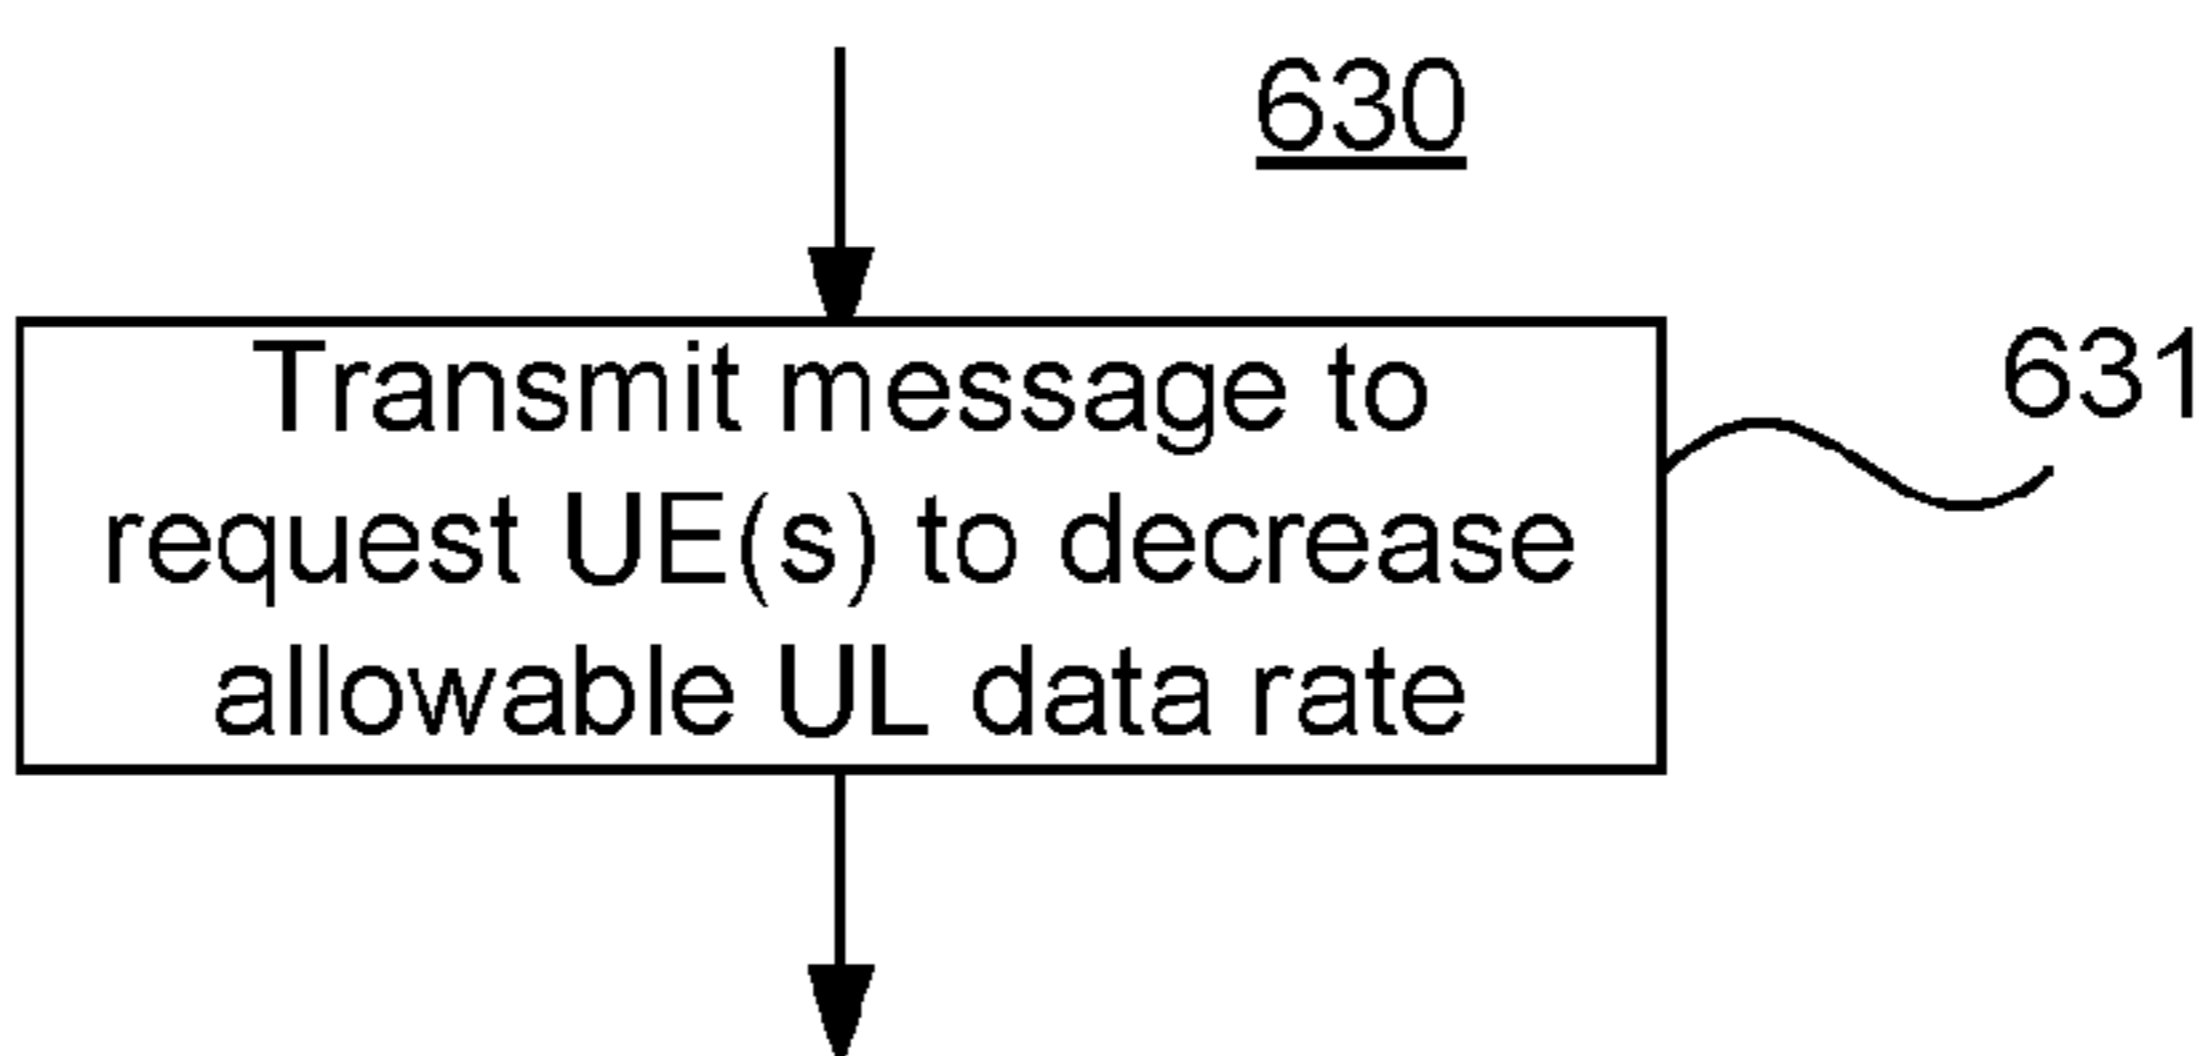 630
Transmit message to
request UE(s) to decrease
allowable UL data rate
631